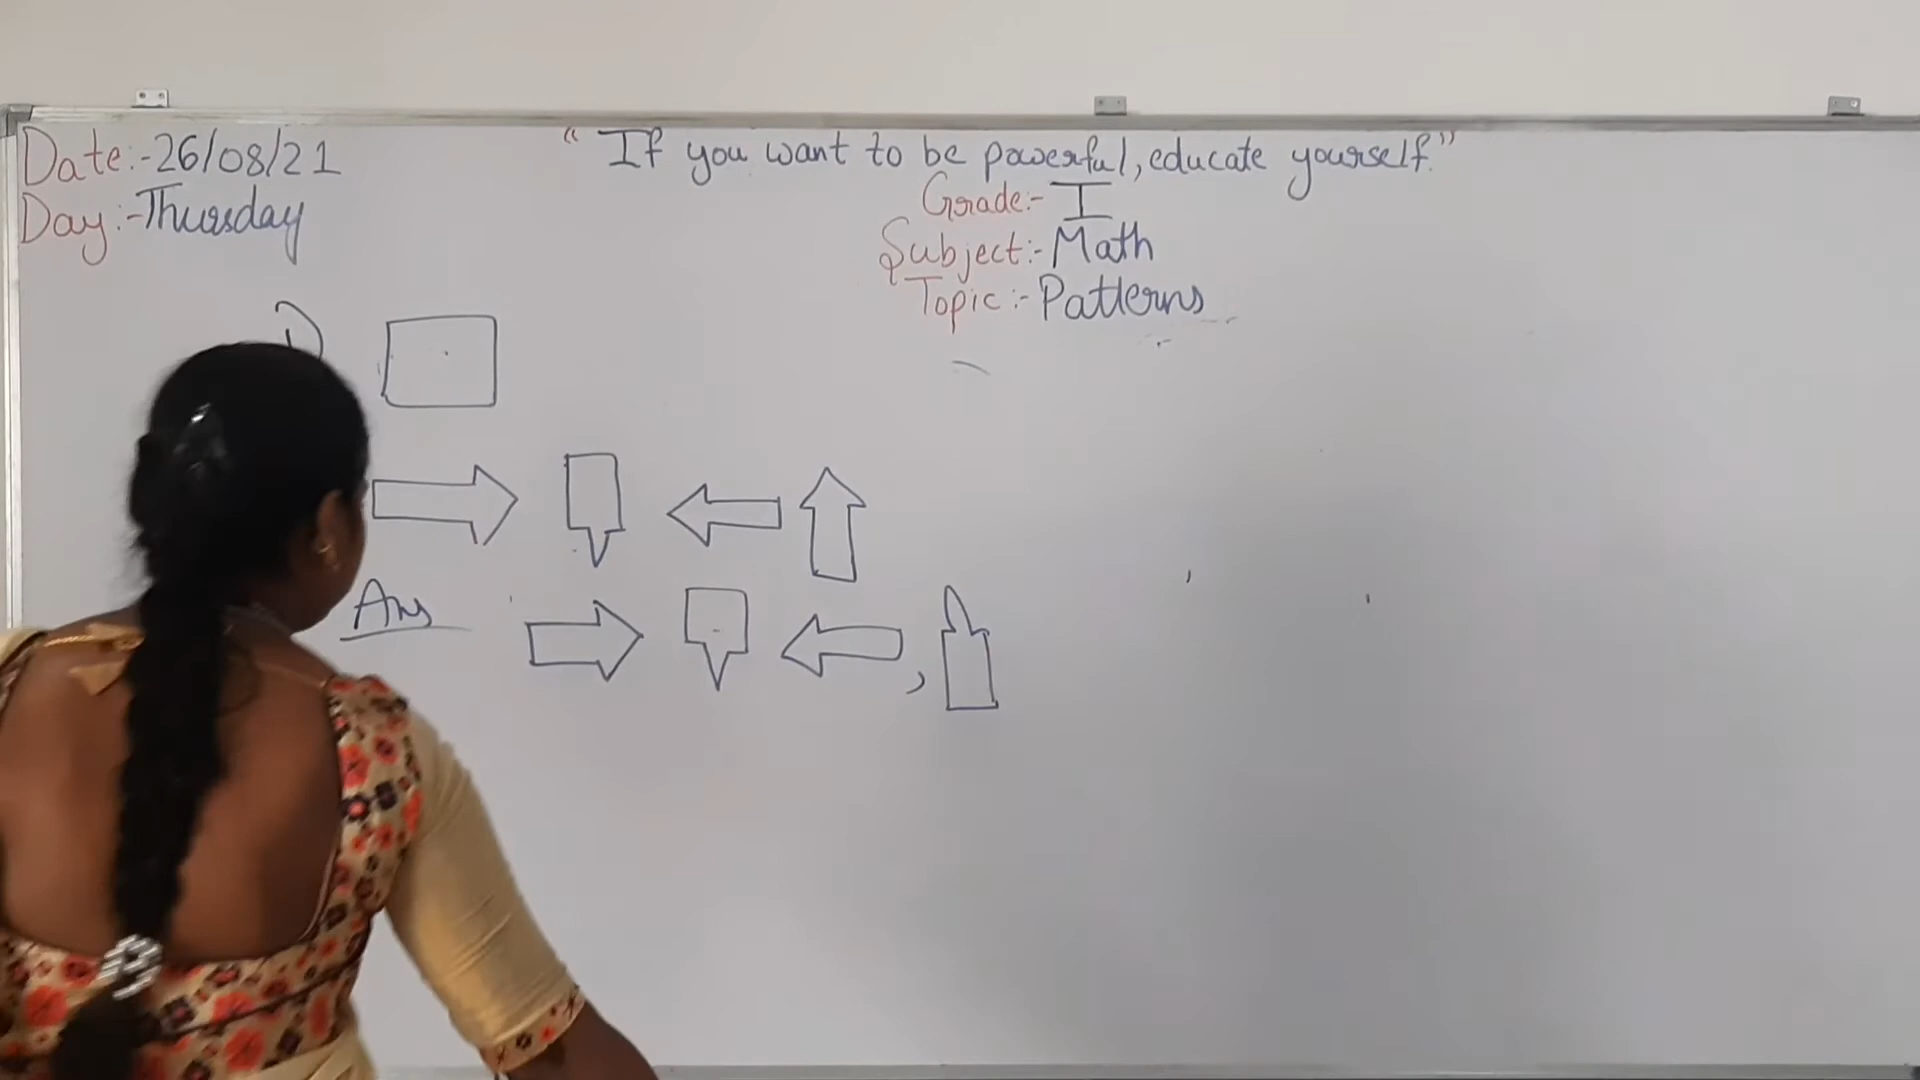 Date:-26/08/21
"If you want to be powerful, educate yourself."
Day:-Thursday
Grade:- I
Subject:- Math
Topic:- Patterns
Ans